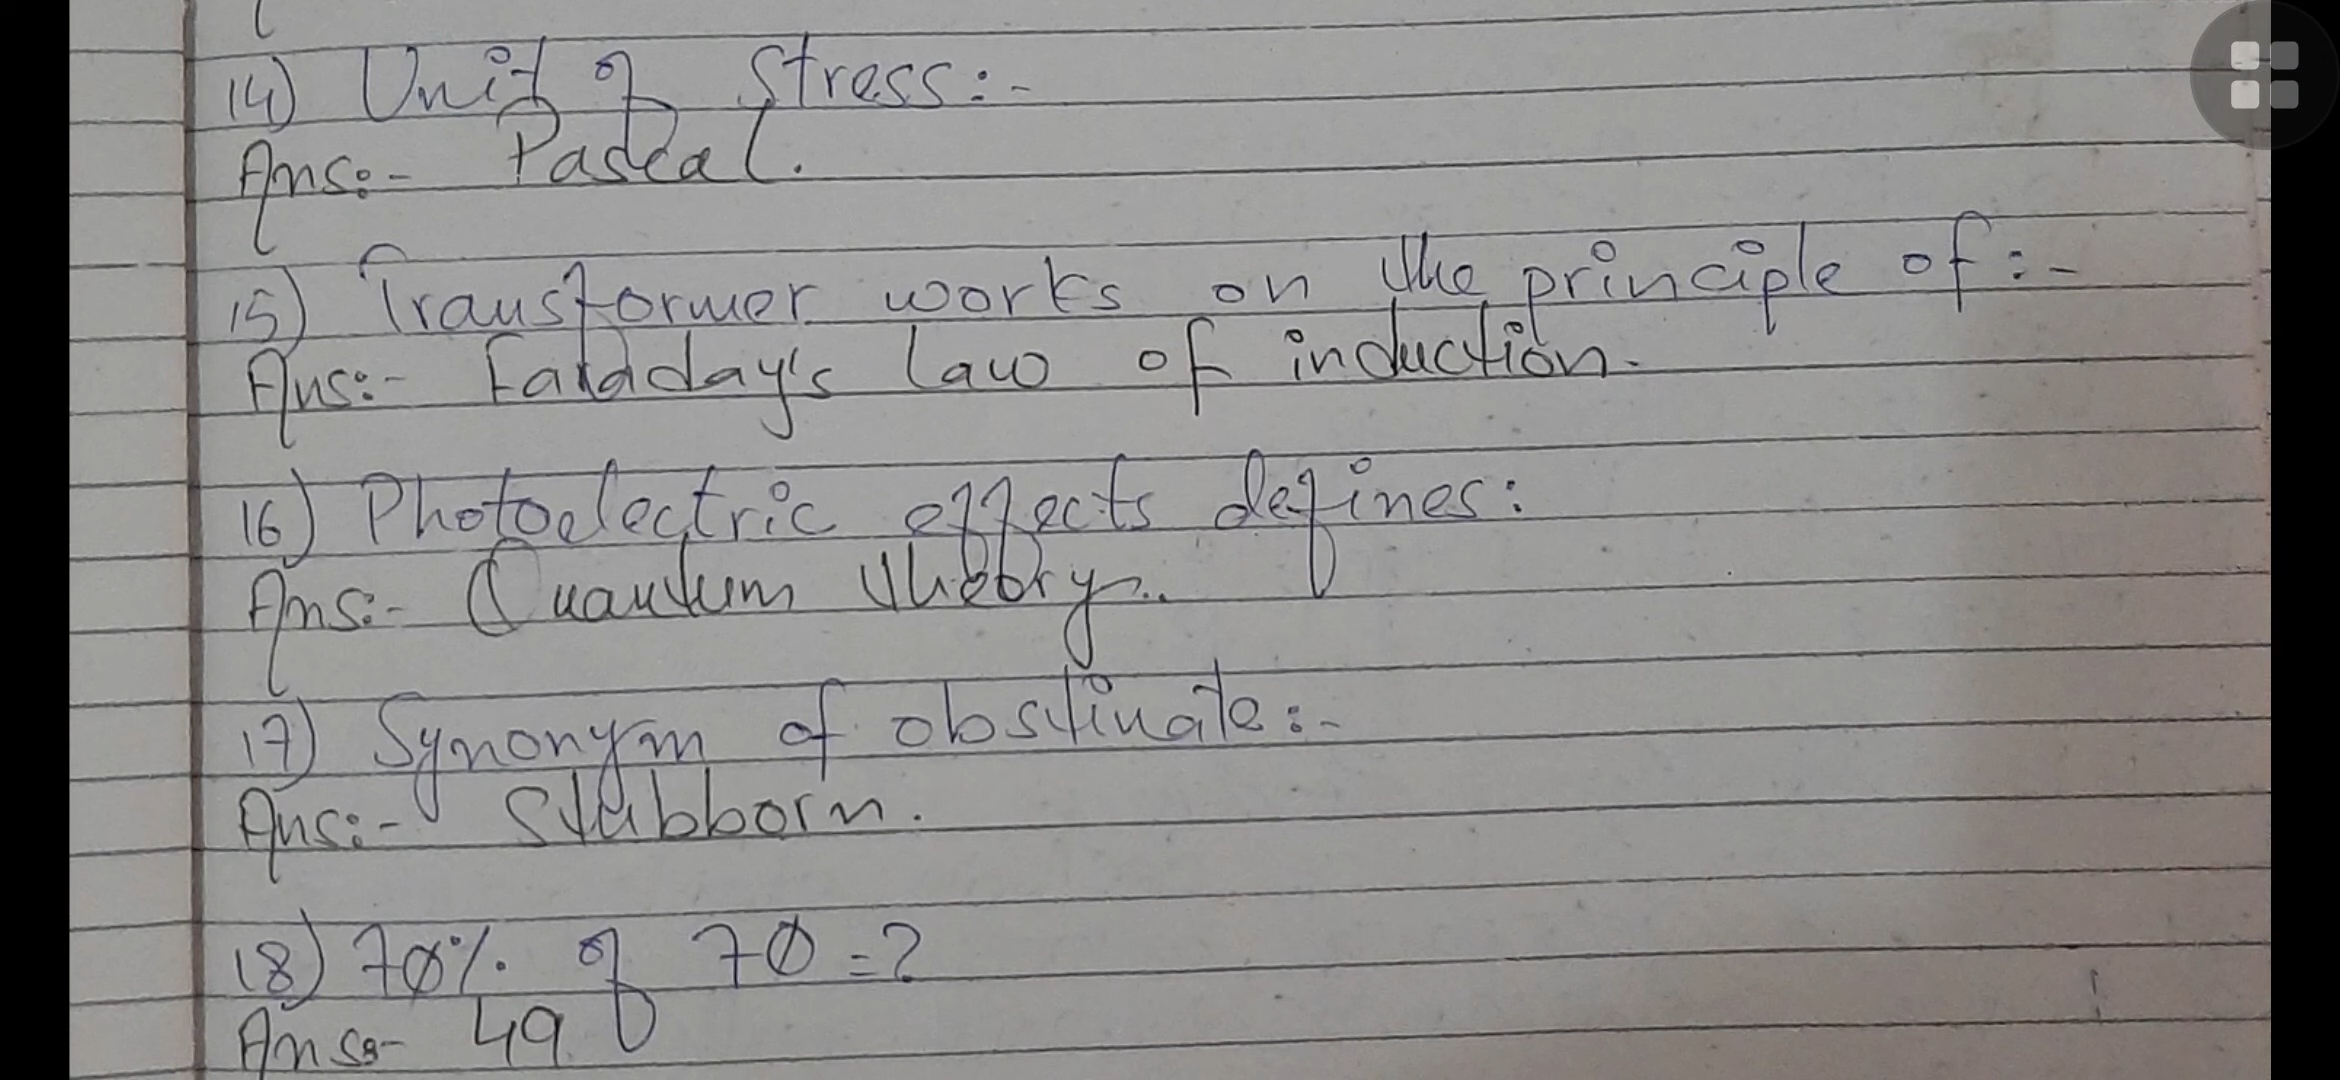 14) Unit of Stress:-
Ans:- Pascal.
15) Transformer works on the principle of:-
Ans:- Faraday's law of induction.
16) Photoelectric effects defines:
Ans:- Quantum theory.
17) Synonym of obstinate:-
Ans:- Stubborn.
18) 70% of 70 = ?
Ans:- 49.